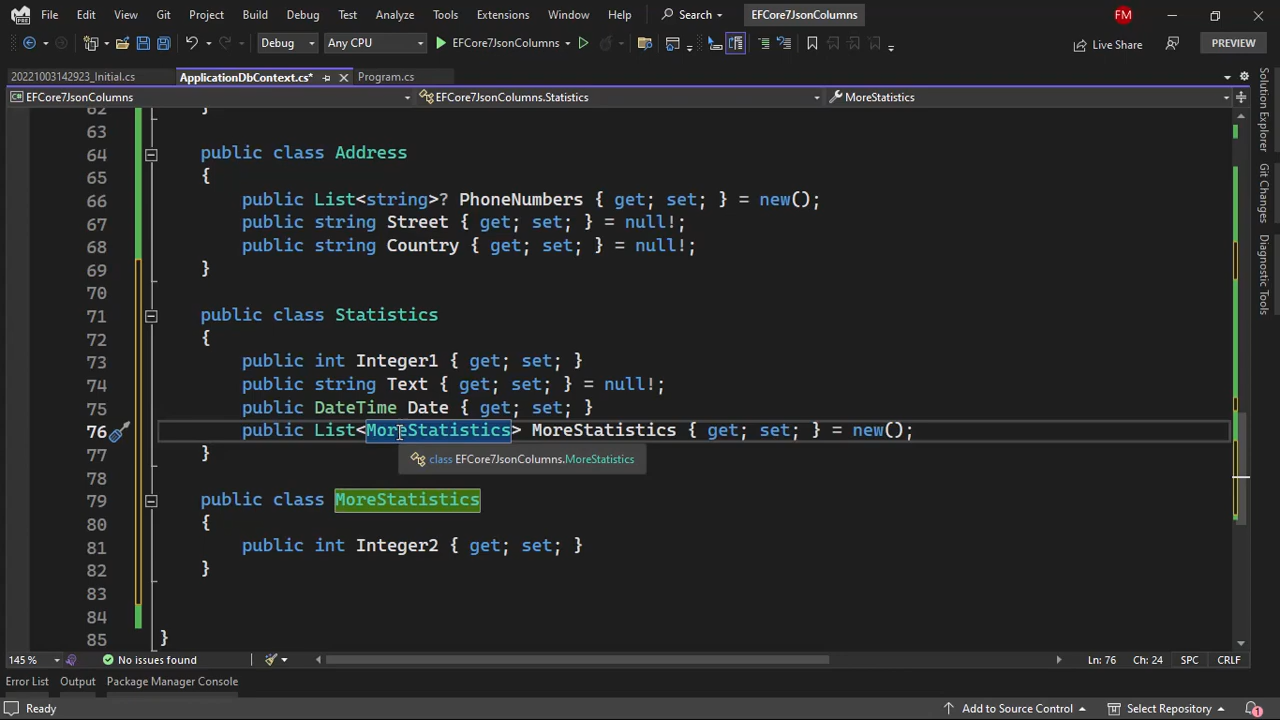 File Edit View Git Project Build Debug Test Analyze Tools Extensions Window Help Search EFCore7JsonColumns FM
Debug Any CPU EFCore7JsonColumns Live Share PREVIEW
20221003142923_Initial.cs ApplicationDbContext.cs* Program.cs
EFCore7JsonColumns EFCore7JsonColumns.Statistics MoreStatistics
62 }
63
64 public class Address
65 {
66 public List<string>? PhoneNumbers { get; set; } = new();
67 public string Street { get; set; } = null!;
68 public string Country { get; set; } = null!;
69 }
70
71 public class Statistics
72 {
73 public int Integer1 { get; set; }
74 public string Text { get; set; } = null!;
75 public DateTime Date { get; set; }
76 public List<MoreStatistics> MoreStatistics { get; set; } = new();
77 }
class EFCore7JsonColumns.MoreStatistics
78
79 public class MoreStatistics
80 {
81 public int Integer2 { get; set; }
82 }
83
84
85 }
Solution Explorer
Git Changes
Diagnostic Tools
145 % No issues found Ln: 76 Ch: 24 SPC CRLF
Error List Output Package Manager Console
Ready Add to Source Control Select Repository 1